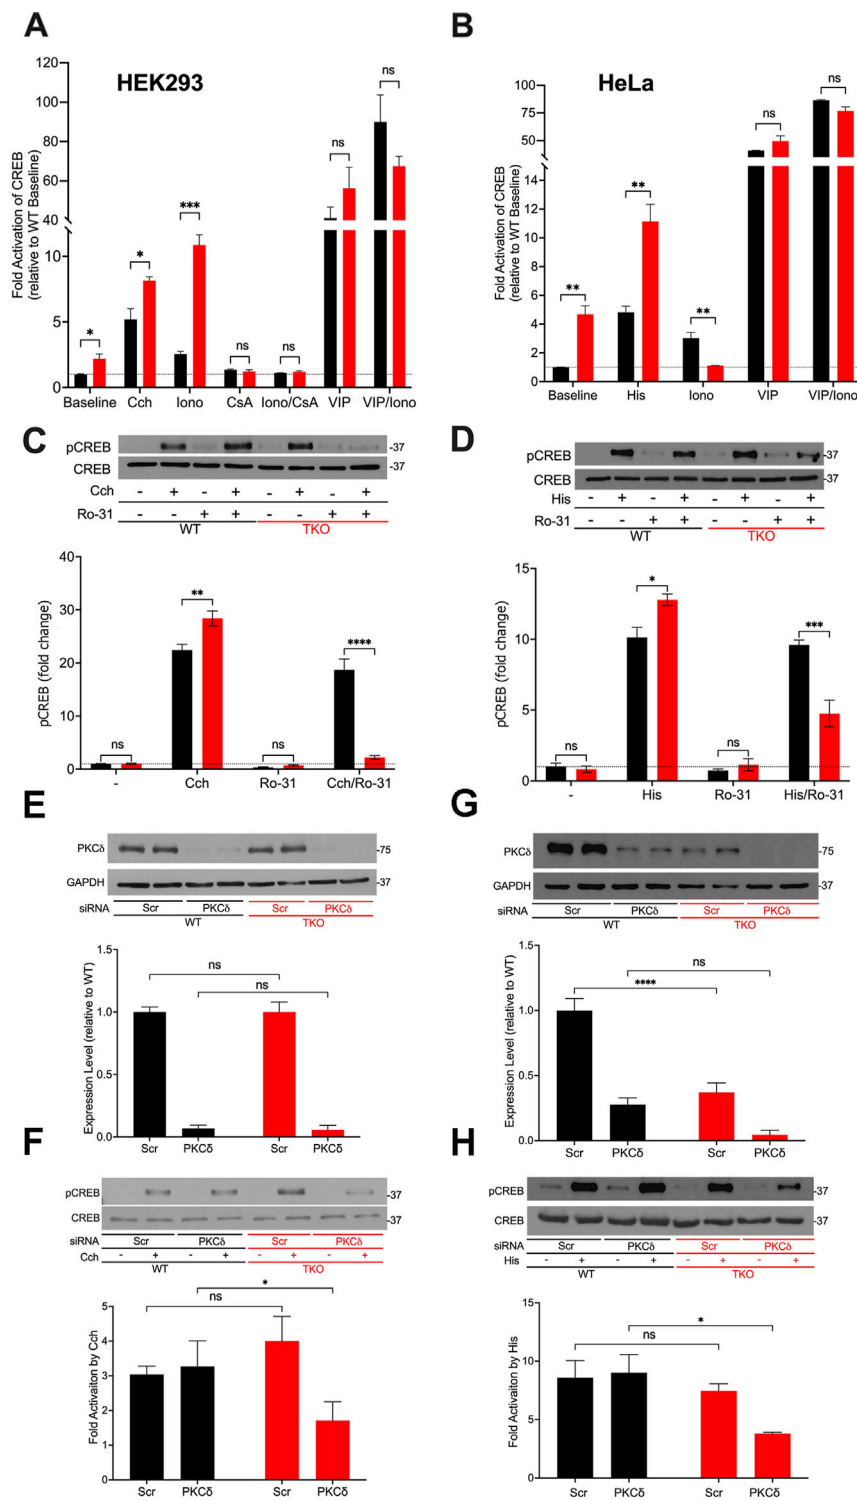 A
HEK293
Fold Activation of CREB
(relative to WT Baseline)
120
100
80
60
40
10
5
0
*
*
***
ns
ns
ns
ns
Baseline Cch Iono CsA Iono/CsA VIP VIP/Iono
B
HeLa
Fold Activation of CREB
(relative to WT Baseline)
75
50
14
12
10
8
6
4
2
0
**
**
**
ns
ns
Baseline His Iono VIP VIP/Iono
C
pCREB -37
CREB -37
Cch - + - + - + - +
Ro-31 - - + + - - + +
WT TKO
pCREB (fold change)
40
30
20
10
0
ns
**
ns
****
- Cch Ro-31 Cch/Ro-31
D
pCREB -37
CREB -37
His - + - + - + - +
Ro-31 - - + + - - + +
WT TKO
pCREB (fold change)
15
10
5
0
ns
*
ns
***
- His Ro-31 His/Ro-31
E
PKCδ -75
GAPDH -37
siRNA Scr PKCδ Scr PKCδ
WT TKO
Expression Level (relative to WT)
1.5
1.0
0.5
0.0
ns
ns
Scr PKCδ Scr PKCδ
G
PKCδ -75
GAPDH -37
siRNA Scr PKCδ Scr PKCδ
WT TKO
Expression Level (relative to WT)
1.5
1.0
0.5
0.0
ns
****
Scr PKCδ Scr PKCδ
F
pCREB -37
CREB -37
siRNA Scr PKCδ Scr PKCδ
Cch - + - + - + - +
WT TKO
Fold Activaiton by Cch
5
4
3
2
1
0
*
ns
Scr PKCδ Scr PKCδ
H
pCREB -37
CREB -37
siRNA Scr PKCδ Scr PKCδ
His - + - + - + - +
WT TKO
Fold Activaiton by His
15
10
5
0
*
ns
Scr PKCδ Scr PKCδ